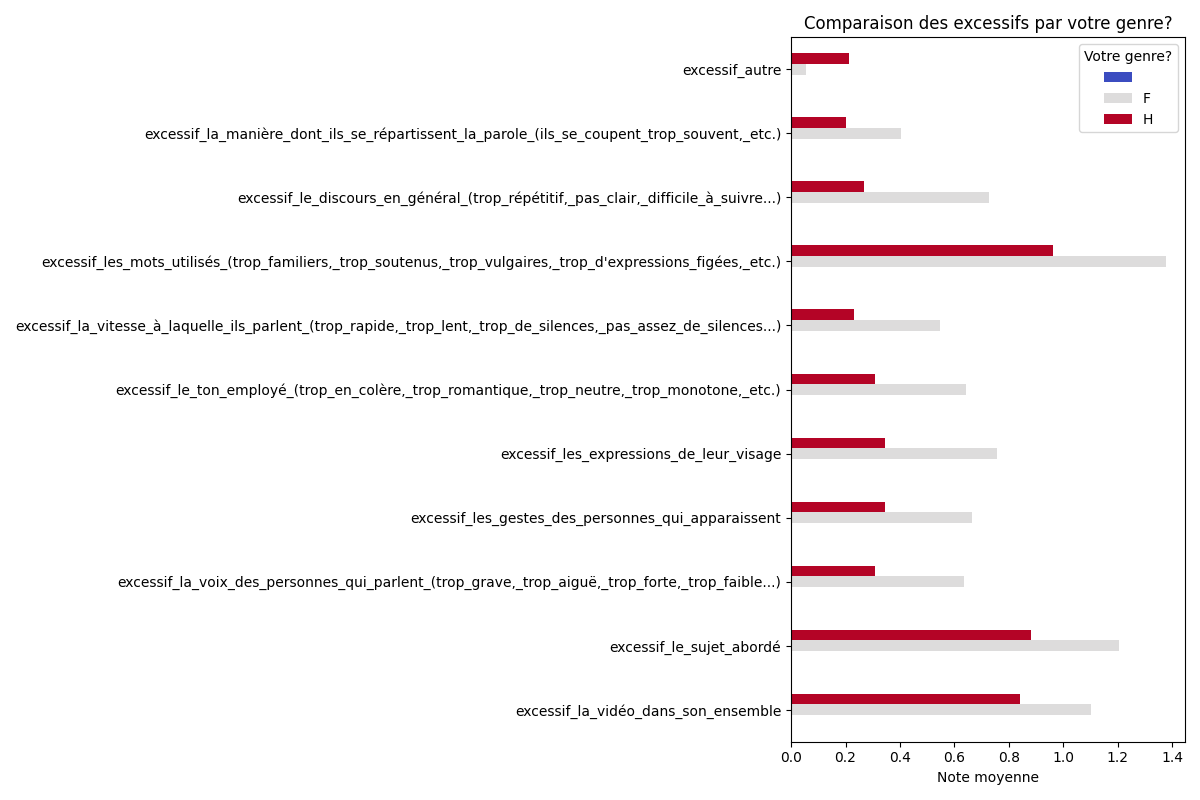 Comparaison des excessifs par votre genre?
Votre genre?
F
H
excessif_autre
excessif_la_manière_dont_ils_se_répartissent_la_parole_(ils_se_coupent_trop_souvent,_etc.)
excessif_le_discours_en_général_(trop_répétitif,_pas_clair,_difficile_à_suivre...)
excessif_les_mots_utilisés_(trop_familiers,_trop_soutenus,_trop_vulgaires,_trop_d'expressions_figées,_etc.)
excessif_la_vitesse_à_laquelle_ils_parlent_(trop_rapide,_trop_lent,_trop_de_silences,_pas_assez_de_silences...)
excessif_le_ton_employé_(trop_en_colère,_trop_romantique,_trop_neutre,_trop_monotone,_etc.)
excessif_les_expressions_de_leur_visage
excessif_les_gestes_des_personnes_qui_apparaissent
excessif_la_voix_des_personnes_qui_parlent_(trop_grave,_trop_aiguë,_trop_forte,_trop_faible...)
excessif_le_sujet_abordé
excessif_la_vidéo_dans_son_ensemble
0.0 0.2 0.4 0.6 0.8 1.0 1.2 1.4
Note moyenne